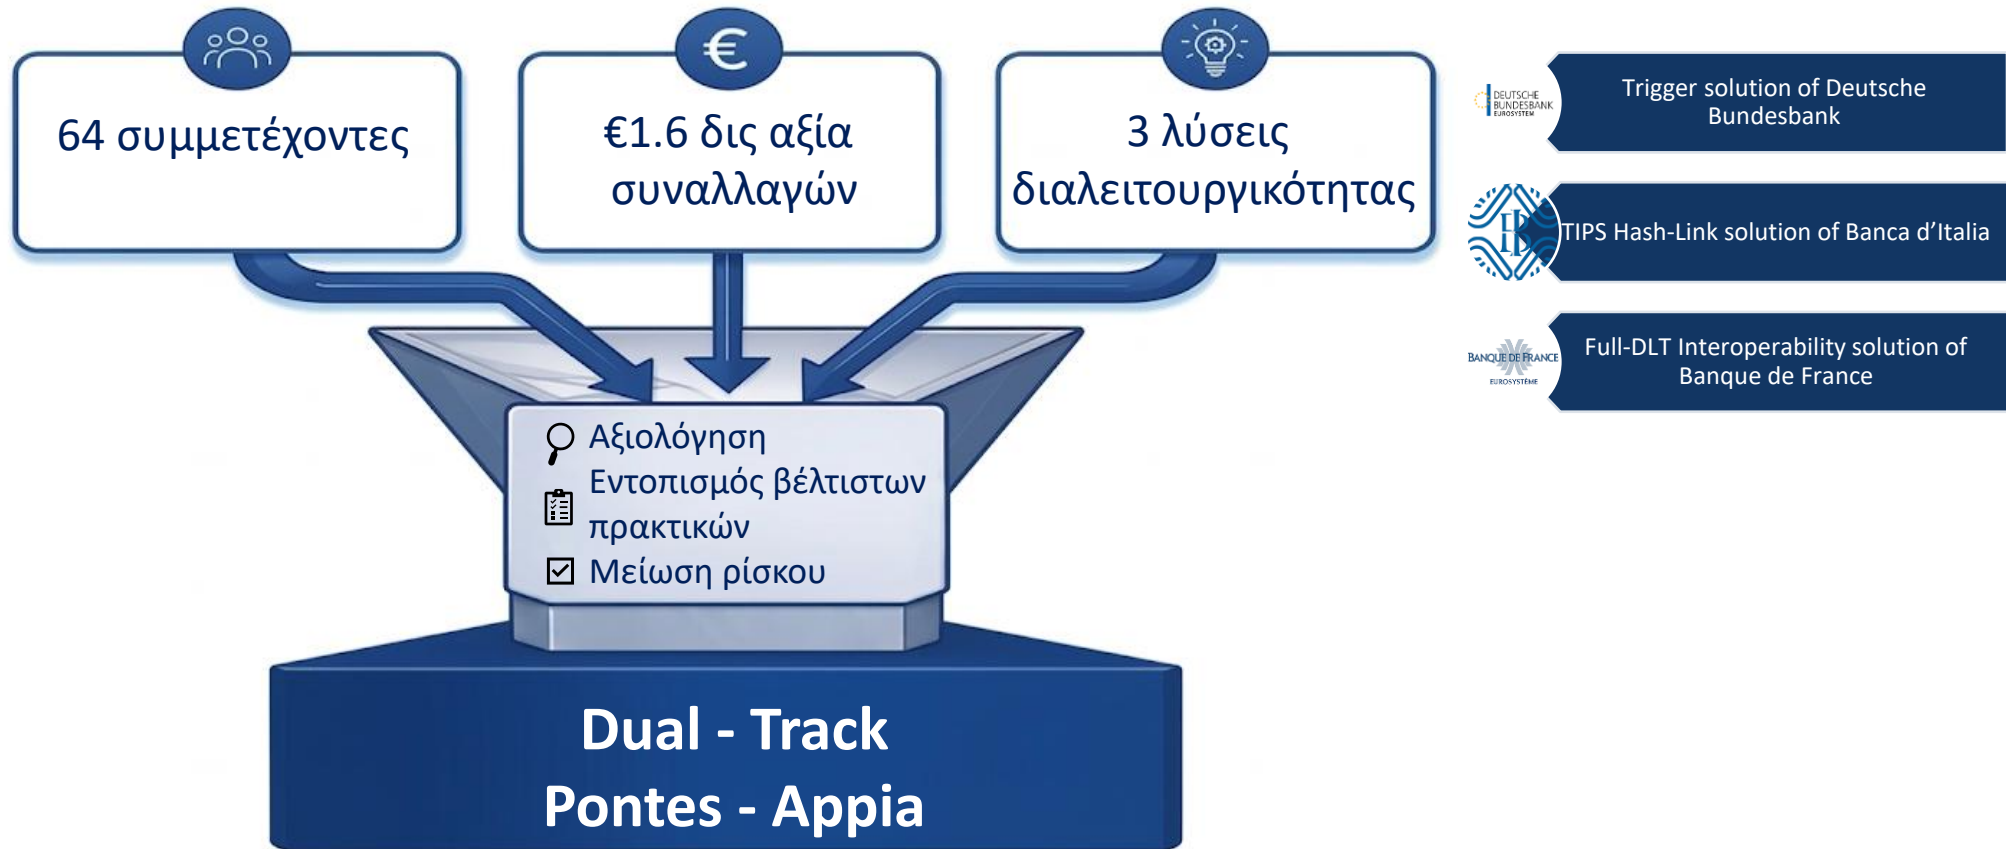 64 συμμετέχοντες
€1.6 δις αξία
συναλλαγών
3 λύσεις
διαλειτουργικότητας
Αξιολόγηση
Εντοπισμός βέλτιστων
πρακτικών
Μείωση ρίσκου
Dual - Track
Pontes - Appia
DEUTSCHE
BUNDESBANK
EUROSYSTEM
Trigger solution of Deutsche
Bundesbank
TIPS Hash-Link solution of Banca d’Italia
BANQUE DE FRANCE
EUROSYSTÈME
Full-DLT Interoperability solution of
Banque de France